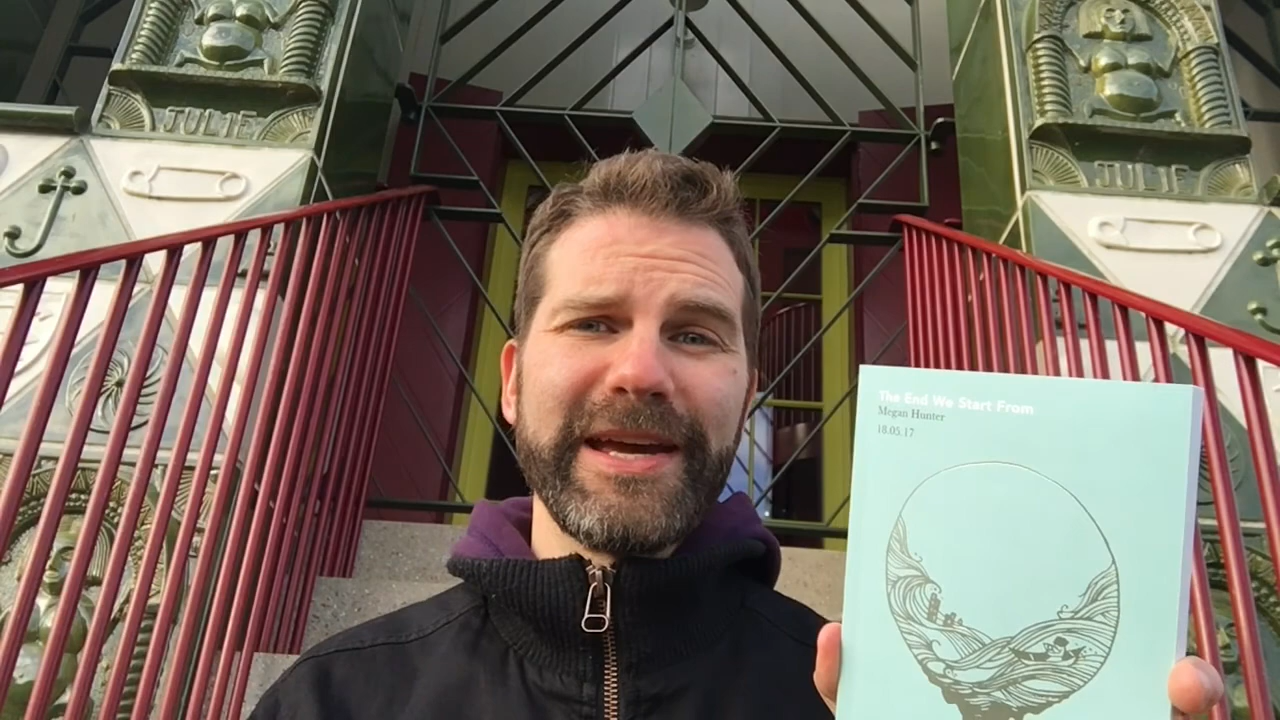 JULIE
JULIE
The End We Start From
Megan Hunter
18.05.17